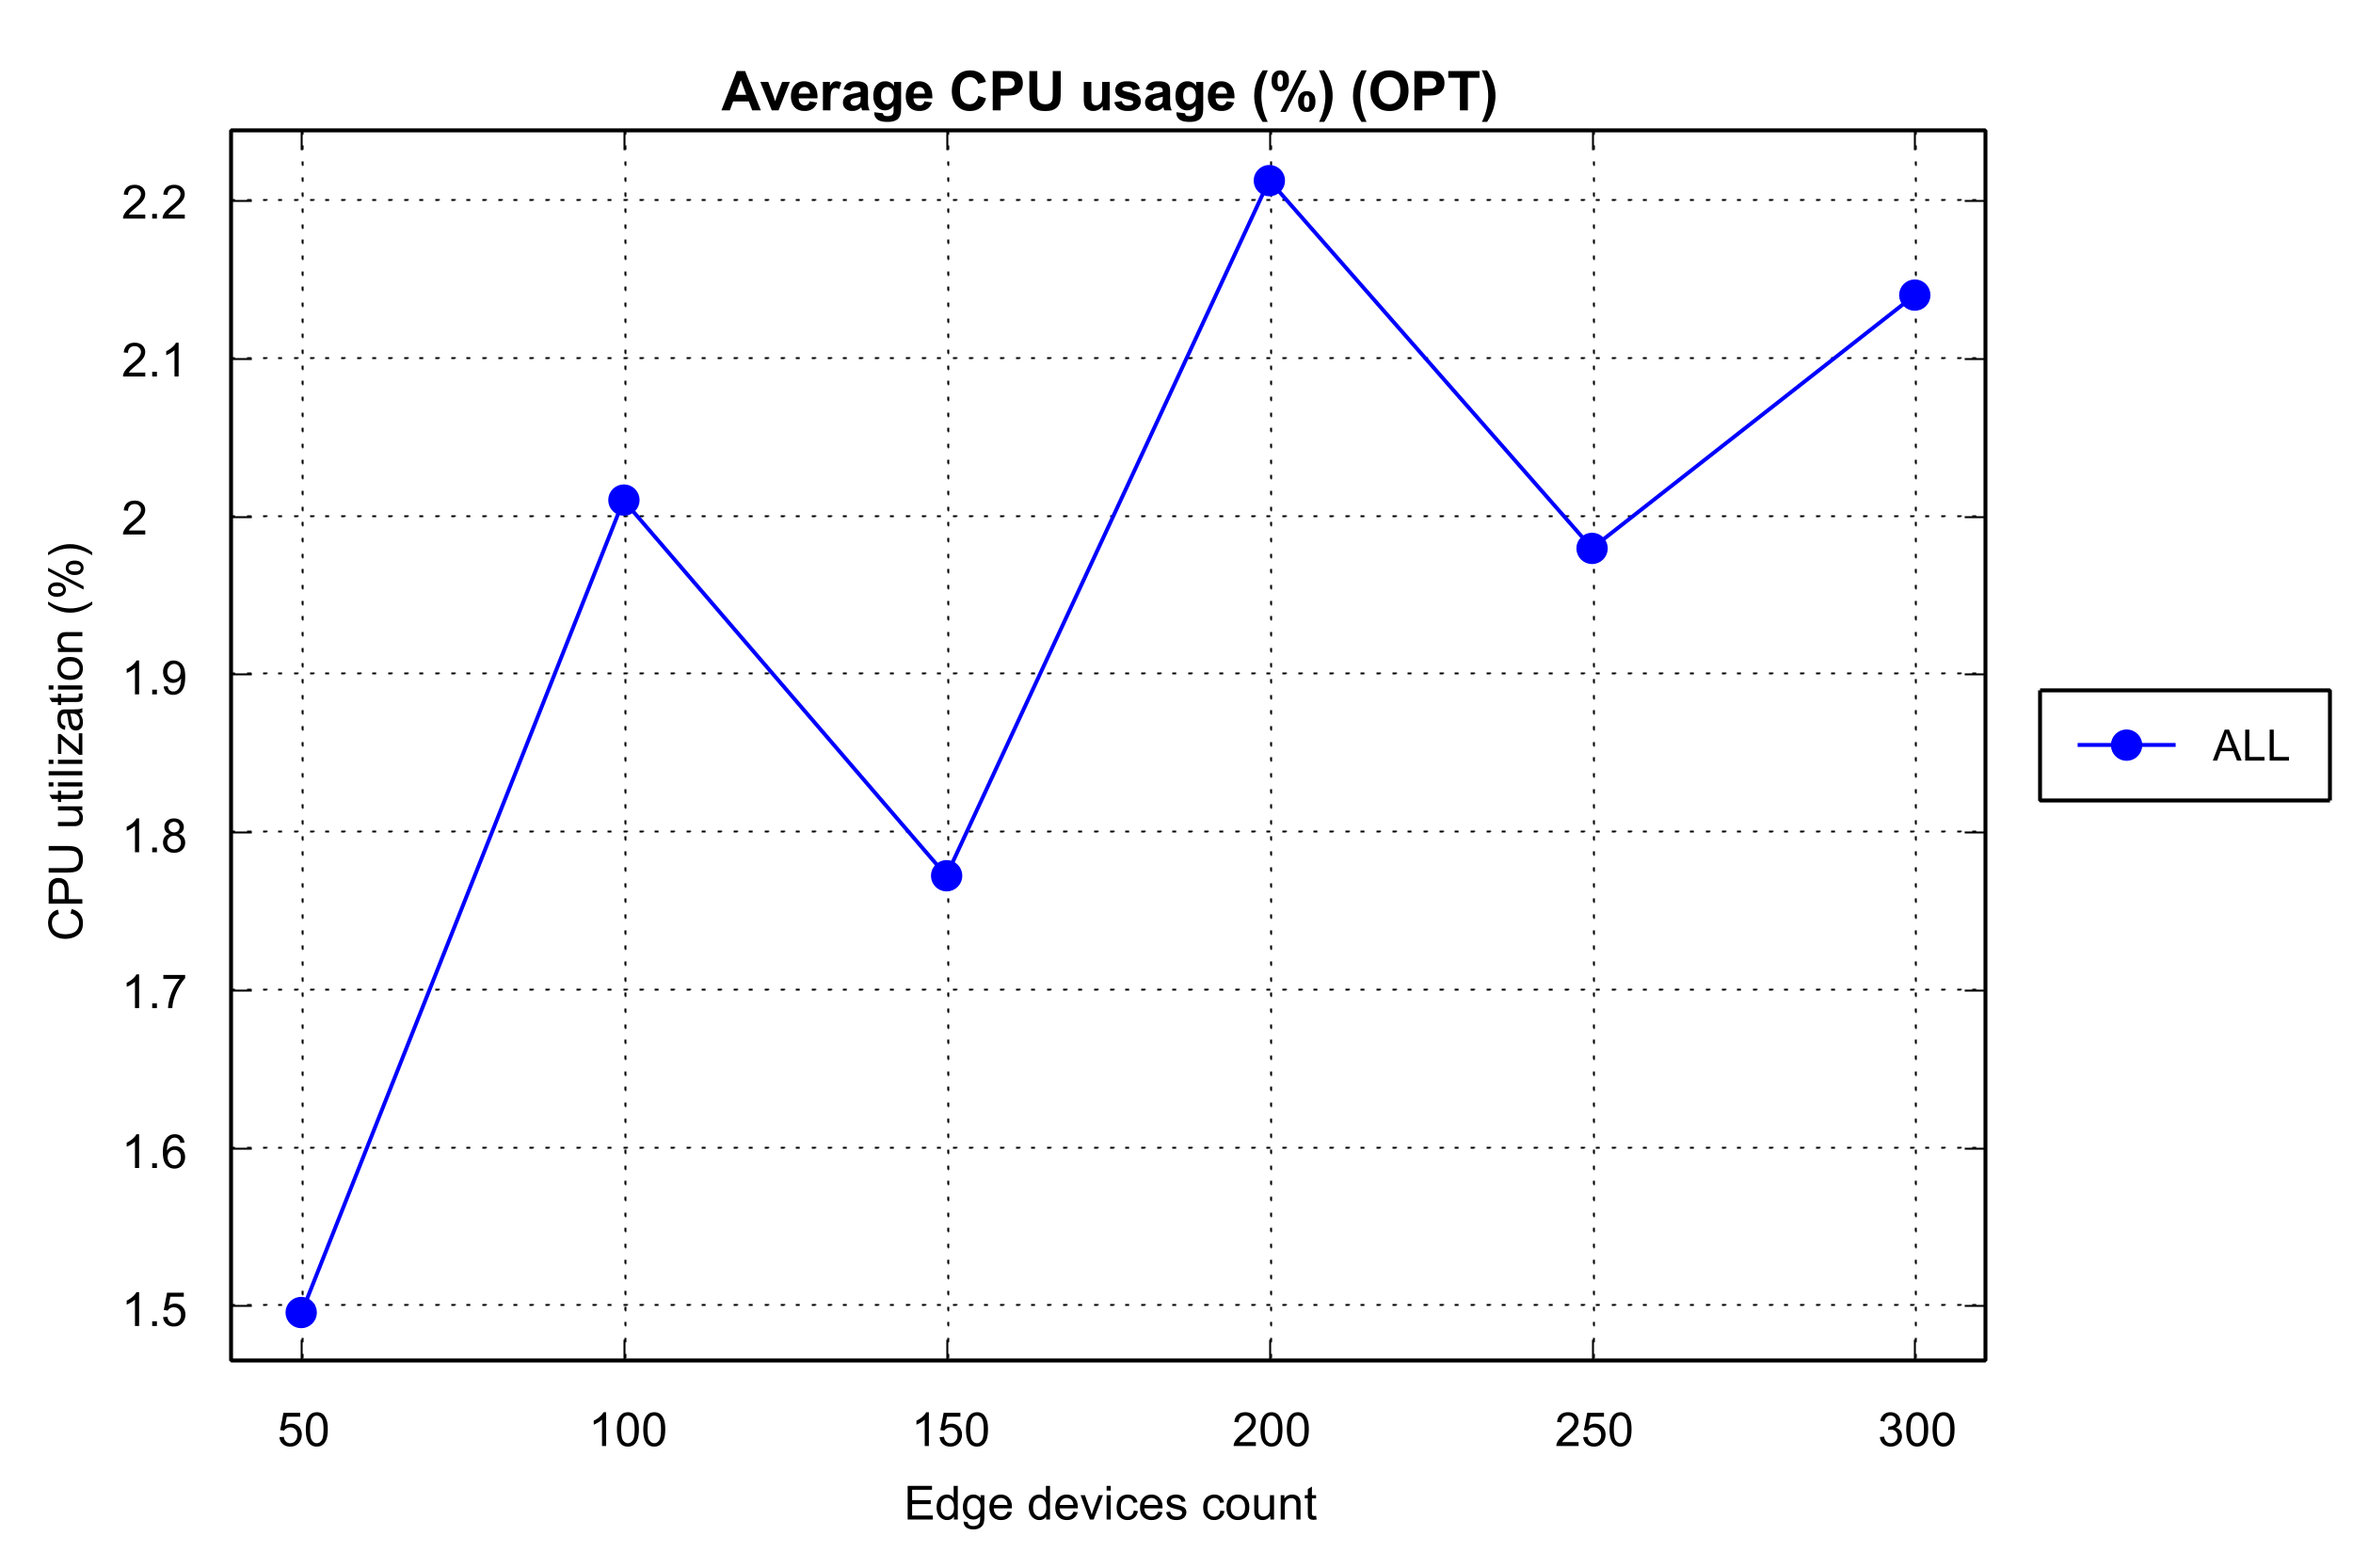 Average CPU usage (%) (OPT)
2.2
2.1
2
1.9
1.8
1.7
1.6
1.5
CPU utilization (%)
ALL
50 100 150 200 250 300
Edge devices count